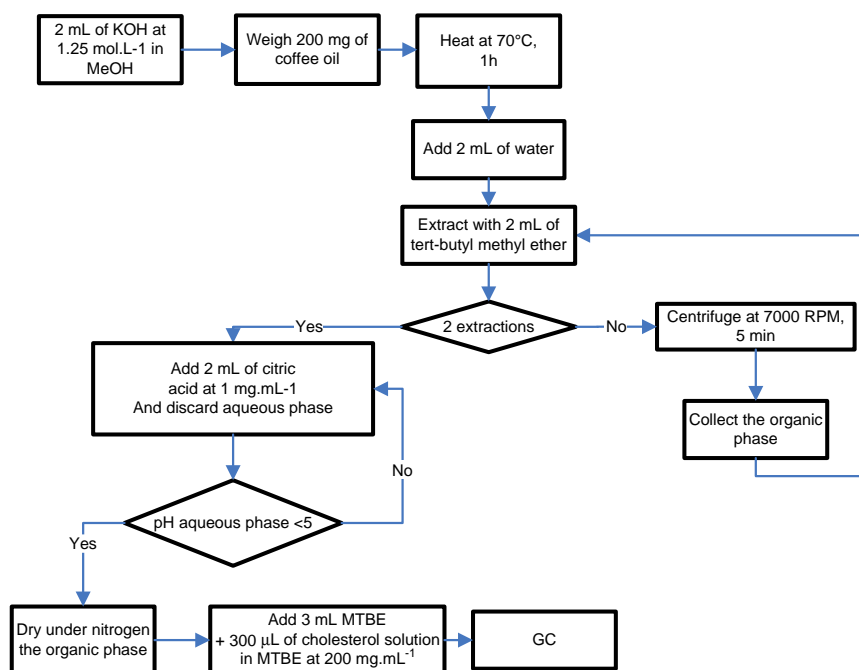 2 mL of KOH at
1.25 mol.L-1 in
MeOH
Weigh 200 mg of
coffee oil
Heat at 70°C,
1h
Add 2 mL of water
Extract with 2 mL of
tert-butyl methyl ether
2 extractions
Yes
No
Centrifuge at 7000 RPM,
5 min
Collect the organic
phase
Add 2 mL of citric
acid at 1 mg.mL-1
And discard aqueous phase
No
pH aqueous phase <5
Yes
Dry under nitrogen
the organic phase
Add 3 mL MTBE
+ 300 μL of cholesterol solution
in MTBE at 200 mg.mL⁻¹
GC